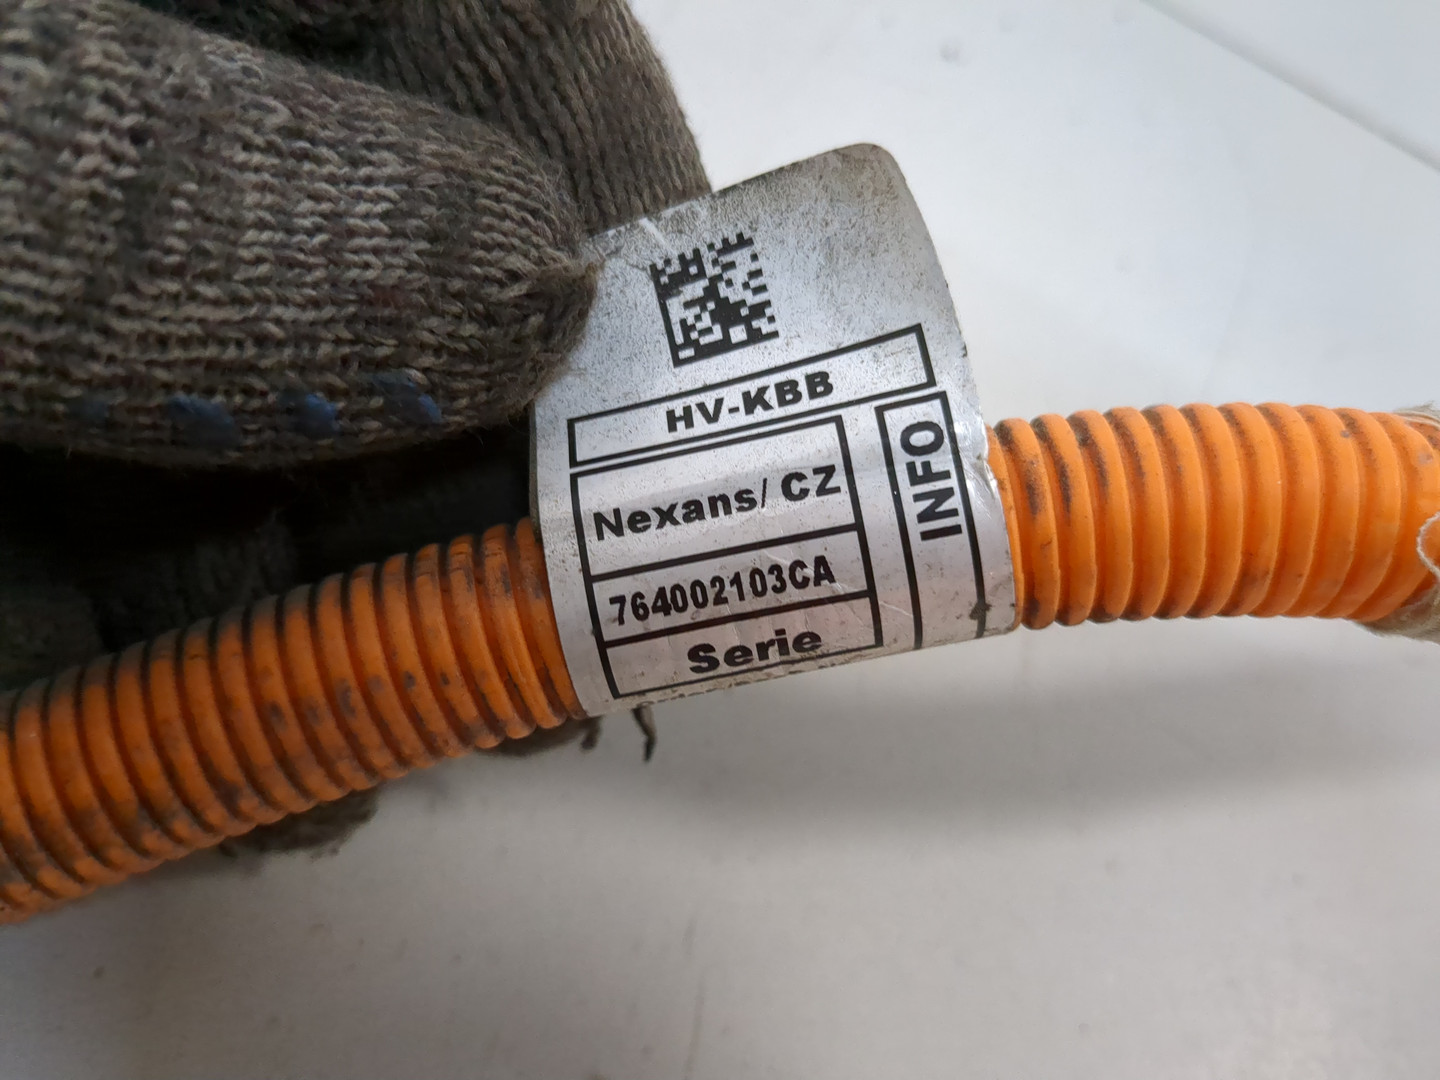 HV-KBB
Nexans/ CZ
764002103CA
Serie
INFO